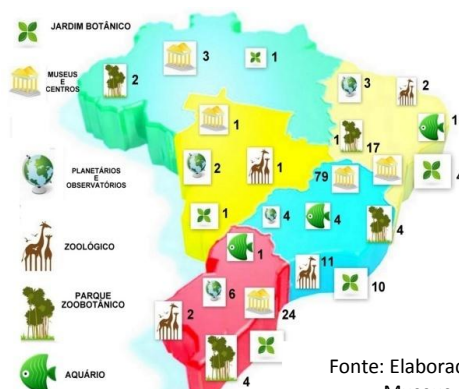 JARDIM BOTÂNICO
MUSEUS
E
CENTROS
PLANETÁRIOS
E
OBSERVATÓRIOS
ZOOLÓGICO
PARQUE
ZOOBOTÂNICO
AQUÁRIO
3
1
2
3
2
1
1
1
17
2
1
79
4
1
4
4
4
1
11
10
6
2
24
4
Fonte: Elaborad